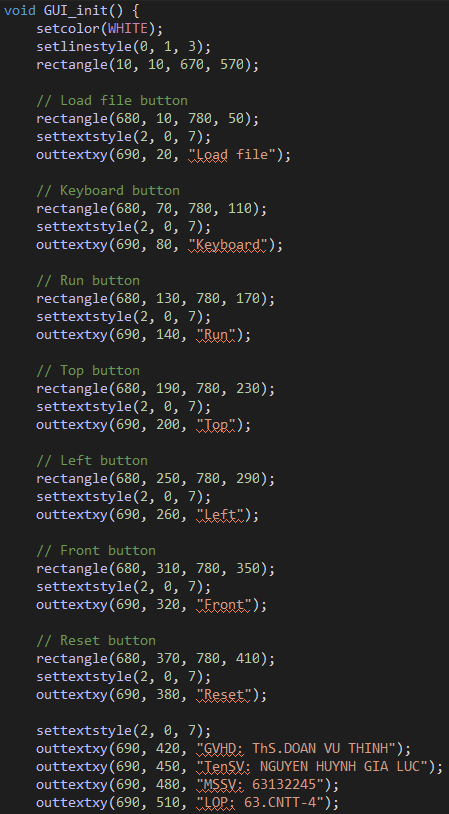 void GUI_init() {
    setcolor(WHITE);
    setlinestyle(0, 1, 3);
    rectangle(10, 10, 670, 570);

    // Load file button
    rectangle(680, 10, 780, 50);
    settextstyle(2, 0, 7);
    outtextxy(690, 20, "Load file");

    // Keyboard button
    rectangle(680, 70, 780, 110);
    settextstyle(2, 0, 7);
    outtextxy(690, 80, "Keyboard");

    // Run button
    rectangle(680, 130, 780, 170);
    settextstyle(2, 0, 7);
    outtextxy(690, 140, "Run");

    // Top button
    rectangle(680, 190, 780, 230);
    settextstyle(2, 0, 7);
    outtextxy(690, 200, "Top");

    // Left button
    rectangle(680, 250, 780, 290);
    settextstyle(2, 0, 7);
    outtextxy(690, 260, "Left");

    // Front button
    rectangle(680, 310, 780, 350);
    settextstyle(2, 0, 7);
    outtextxy(690, 320, "Front");

    // Reset button
    rectangle(680, 370, 780, 410);
    settextstyle(2, 0, 7);
    outtextxy(690, 380, "Reset");

    settextstyle(2, 0, 7);
    outtextxy(690, 420, "GVHD: ThS.DOAN VU THINH");
    outtextxy(690, 450, "TenSV: NGUYEN HUYNH GIA LUC");
    outtextxy(690, 480, "MSSV: 63132245");
    outtextxy(690, 510, "LOP: 63.CNTT-4");